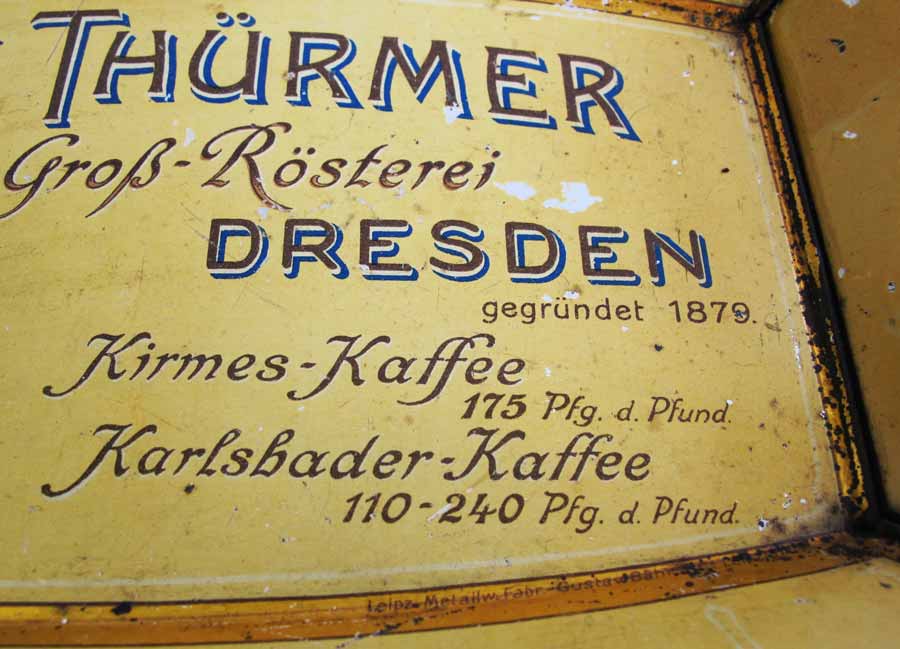 THÜRMER
Groß-Rösterei
DRESDEN
gegründet 1879.
Kirmes-Kaffee
175 Pfg. d. Pfund.
Karlsbader-Kaffee
110-240 Pfg. d. Pfund.
Leipz. Metallw. Fabr. Gustav